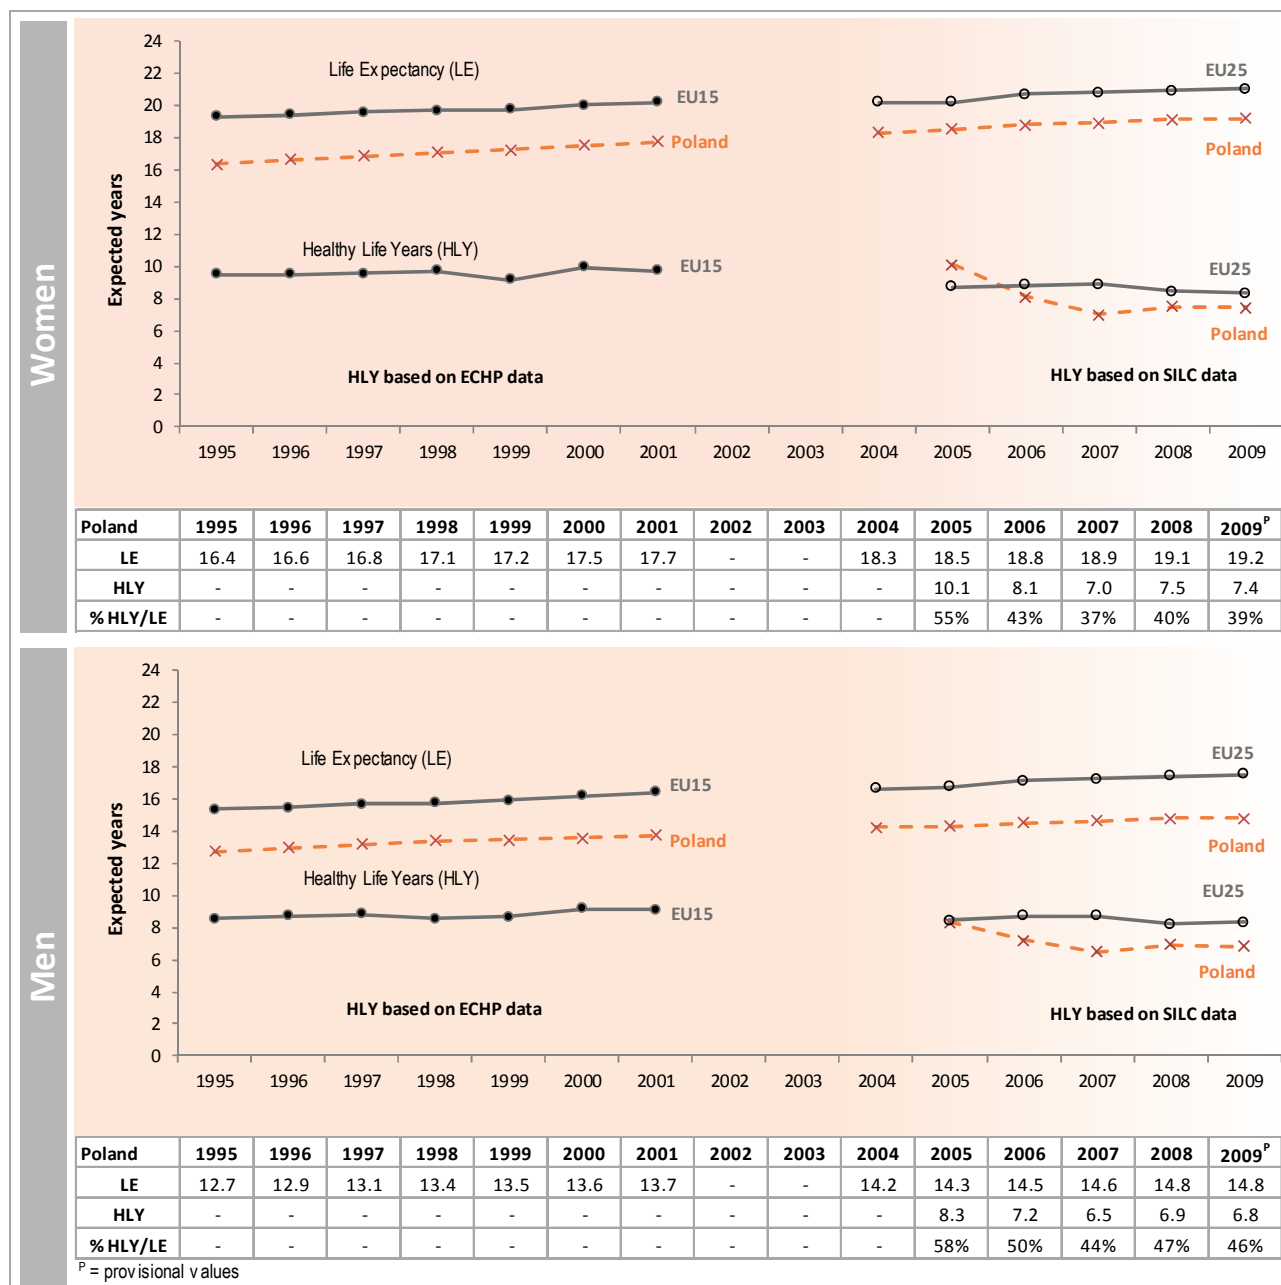 Women
24
22
20
18
16
14
12
10
8
6
4
2
0
Expected years
Life Expectancy (LE)
EU15
Poland
Healthy Life Years (HLY)
EU15
HLY based on ECHP data
EU25
Poland
EU25
Poland
HLY based on SILC data
1995 1996 1997 1998 1999 2000 2001 2002 2003 2004 2005 2006 2007 2008 2009
Poland 1995 1996 1997 1998 1999 2000 2001 2002 2003 2004 2005 2006 2007 2008 2009P
LE 16.4 16.6 16.8 17.1 17.2 17.5 17.7 - - 18.3 18.5 18.8 18.9 19.1 19.2
HLY - - - - - - - - - - 10.1 8.1 7.0 7.5 7.4
% HLY/LE - - - - - - - - - - 55% 43% 37% 40% 39%
Men
24
22
20
18
16
14
12
10
8
6
4
2
0
Expected years
Life Expectancy (LE)
EU15
Poland
Healthy Life Years (HLY)
EU15
HLY based on ECHP data
EU25
Poland
EU25
Poland
HLY based on SILC data
1995 1996 1997 1998 1999 2000 2001 2002 2003 2004 2005 2006 2007 2008 2009
Poland 1995 1996 1997 1998 1999 2000 2001 2002 2003 2004 2005 2006 2007 2008 2009P
LE 12.7 12.9 13.1 13.4 13.5 13.6 13.7 - - 14.2 14.3 14.5 14.6 14.8 14.8
HLY - - - - - - - - - - 8.3 7.2 6.5 6.9 6.8
% HLY/LE - - - - - - - - - - 58% 50% 44% 47% 46%
P = provisional values